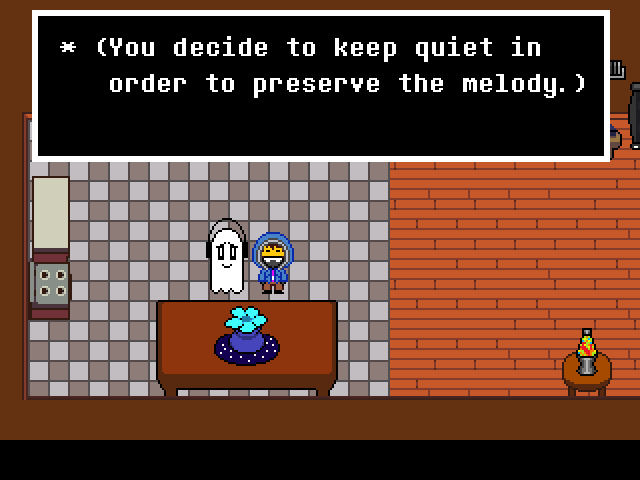 * (You decide to keep quiet in
order to preserve the melody.)